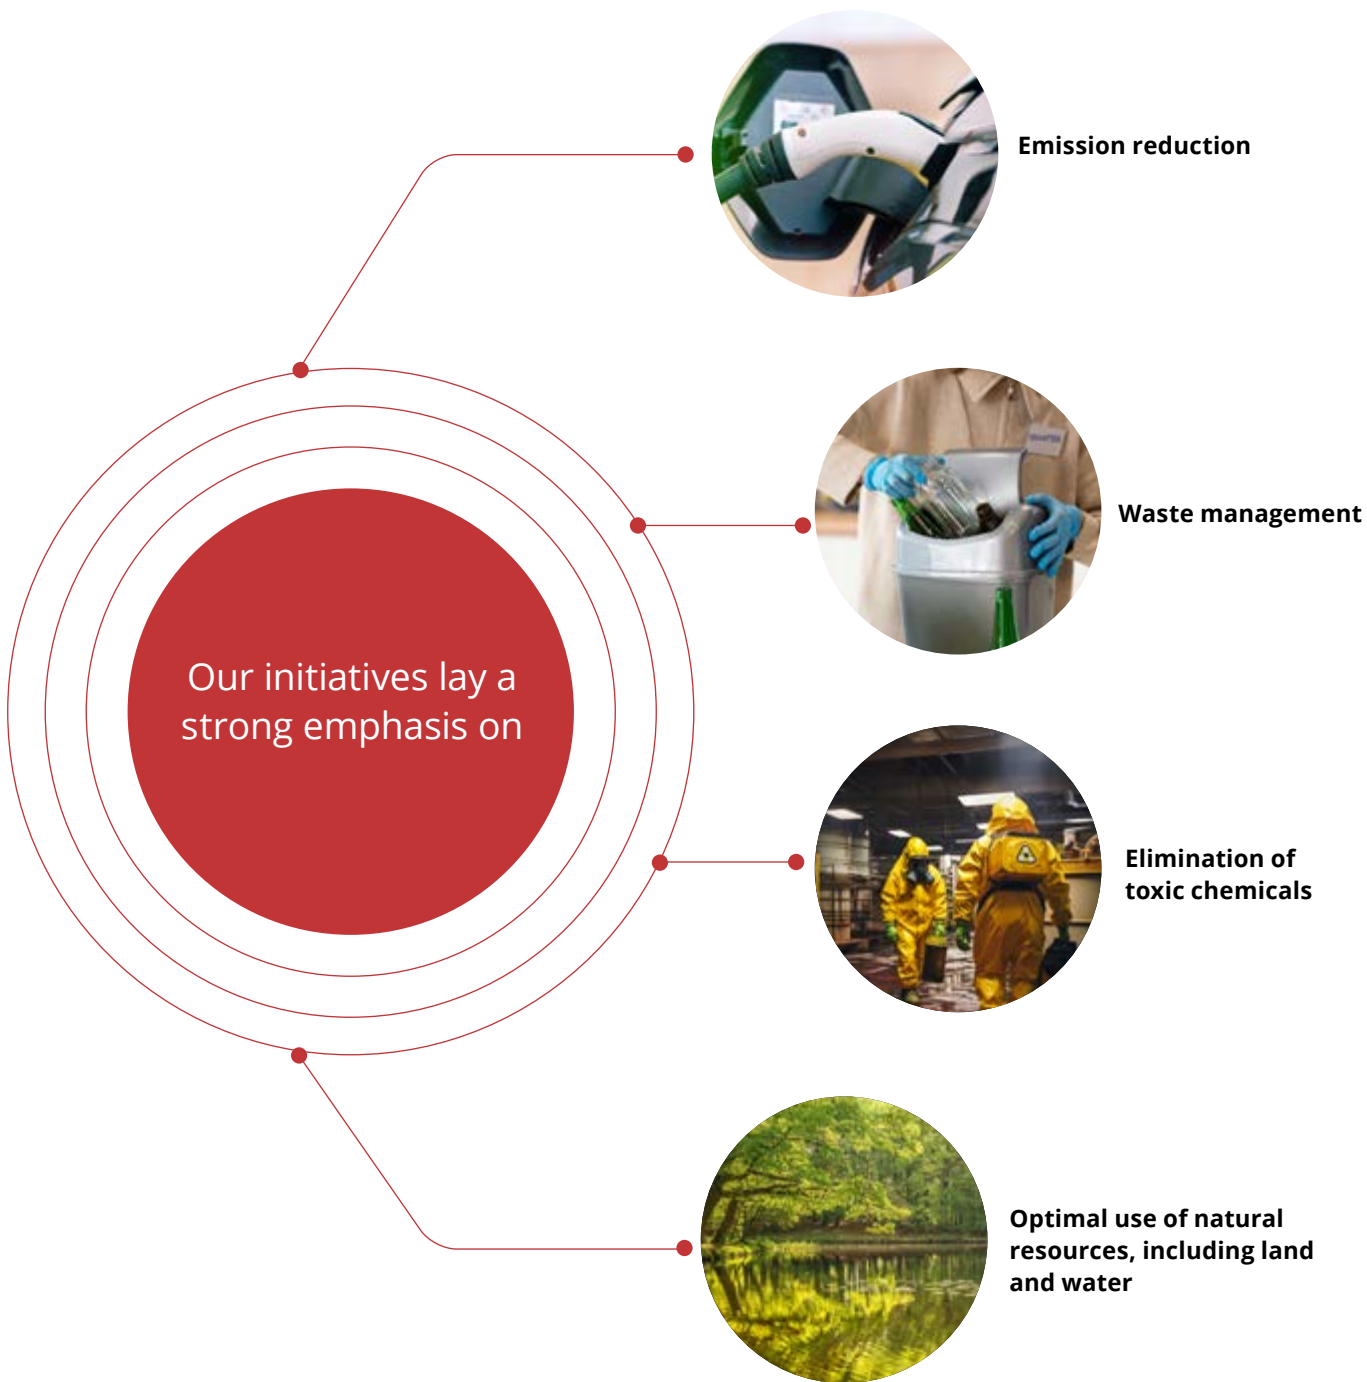 Emission reduction
Waste management
Our initiatives lay a
strong emphasis on
Elimination of
toxic chemicals
Optimal use of natural
resources, including land
and water